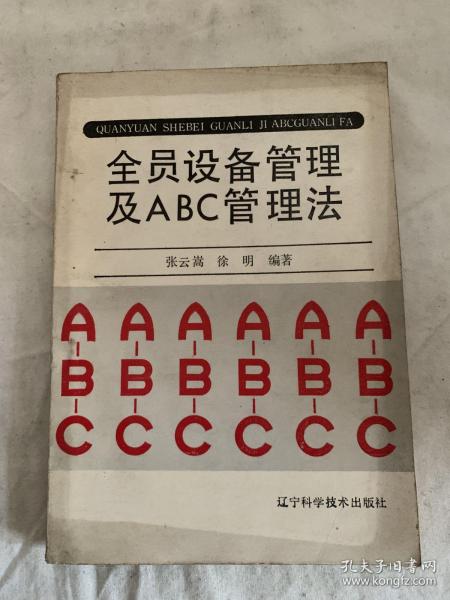 QUANYUAN SHEBEI GUANLI JI ABCGUANLI FA
全员设备管理
及ABC管理法
张云嵩 徐 明 编著
A A A A A A
B B B B B B
C C C C C C
辽宁科学技术出版社
孔夫子旧书网
www.kongfz.com